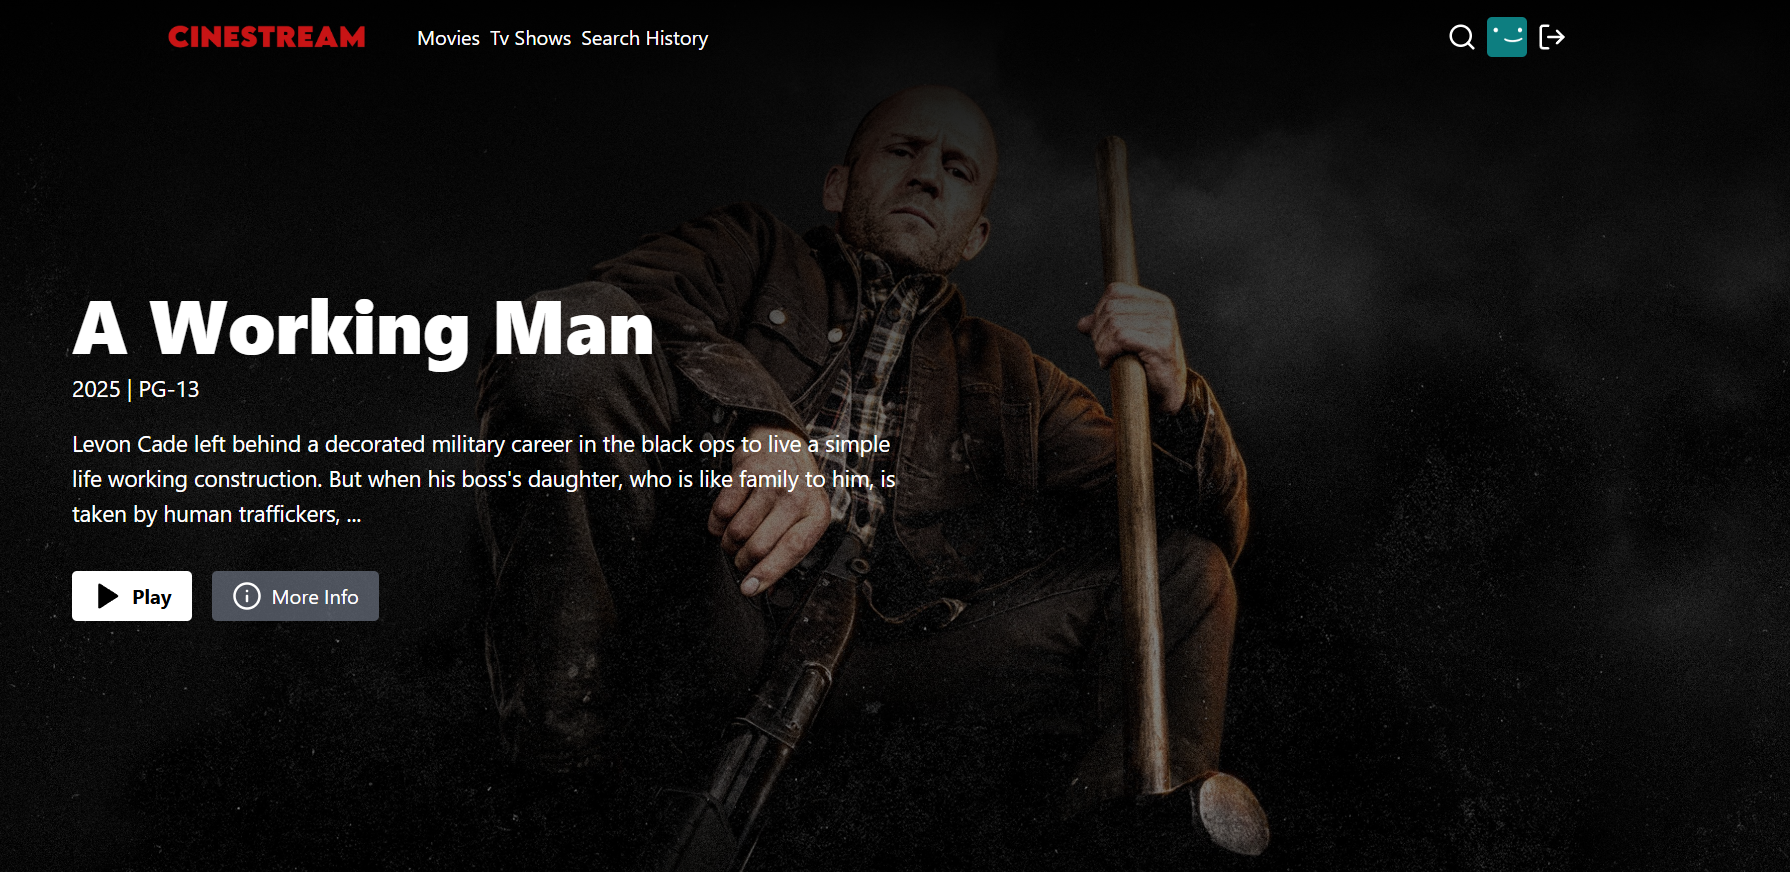 CINESTREAM
Movies Tv Shows Search History
A Working Man
2025 | PG-13
Levon Cade left behind a decorated military career in the black ops to live a simple
life working construction. But when his boss's daughter, who is like family to him, is
taken by human traffickers, ...
Play
More Info